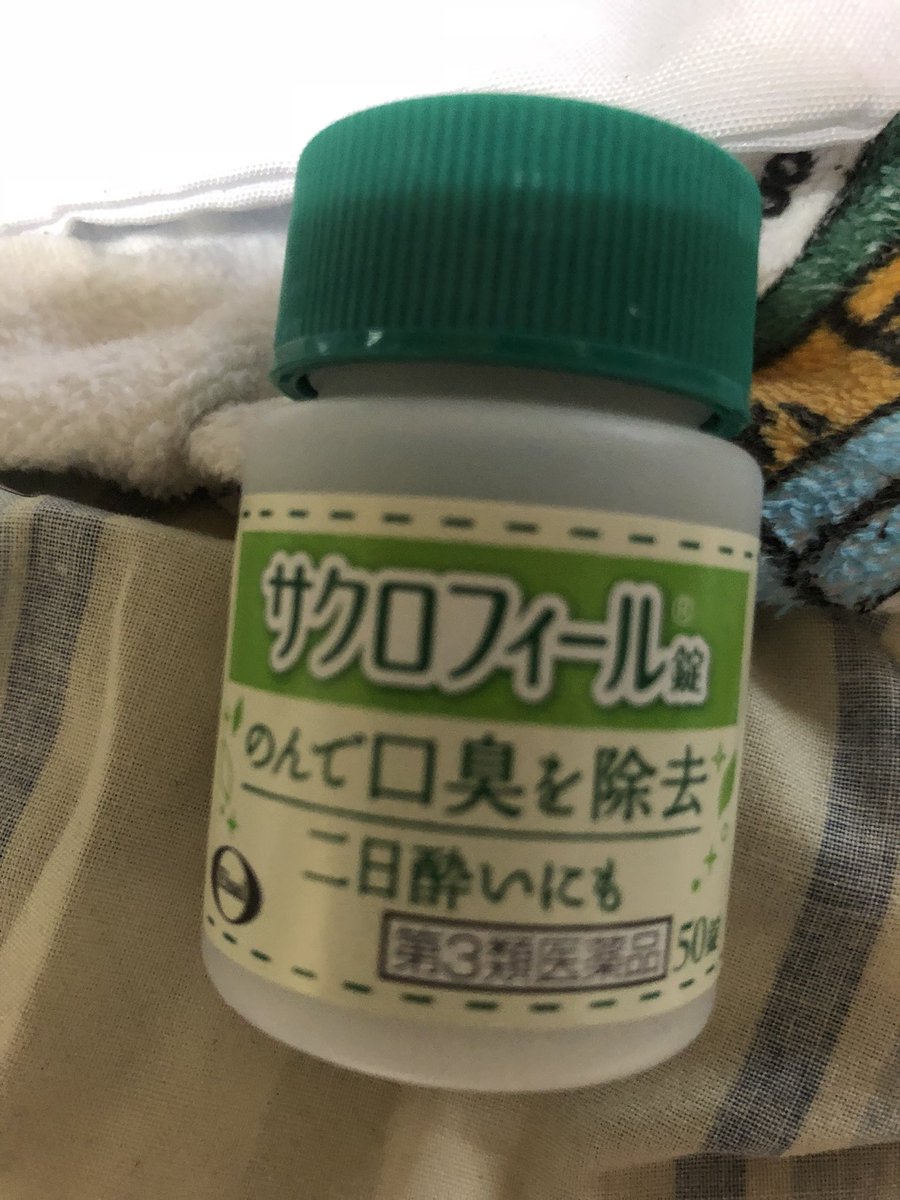 サクロフィール®錠
のんで口臭を除去
二日酔いにも
第3類医薬品 50錠